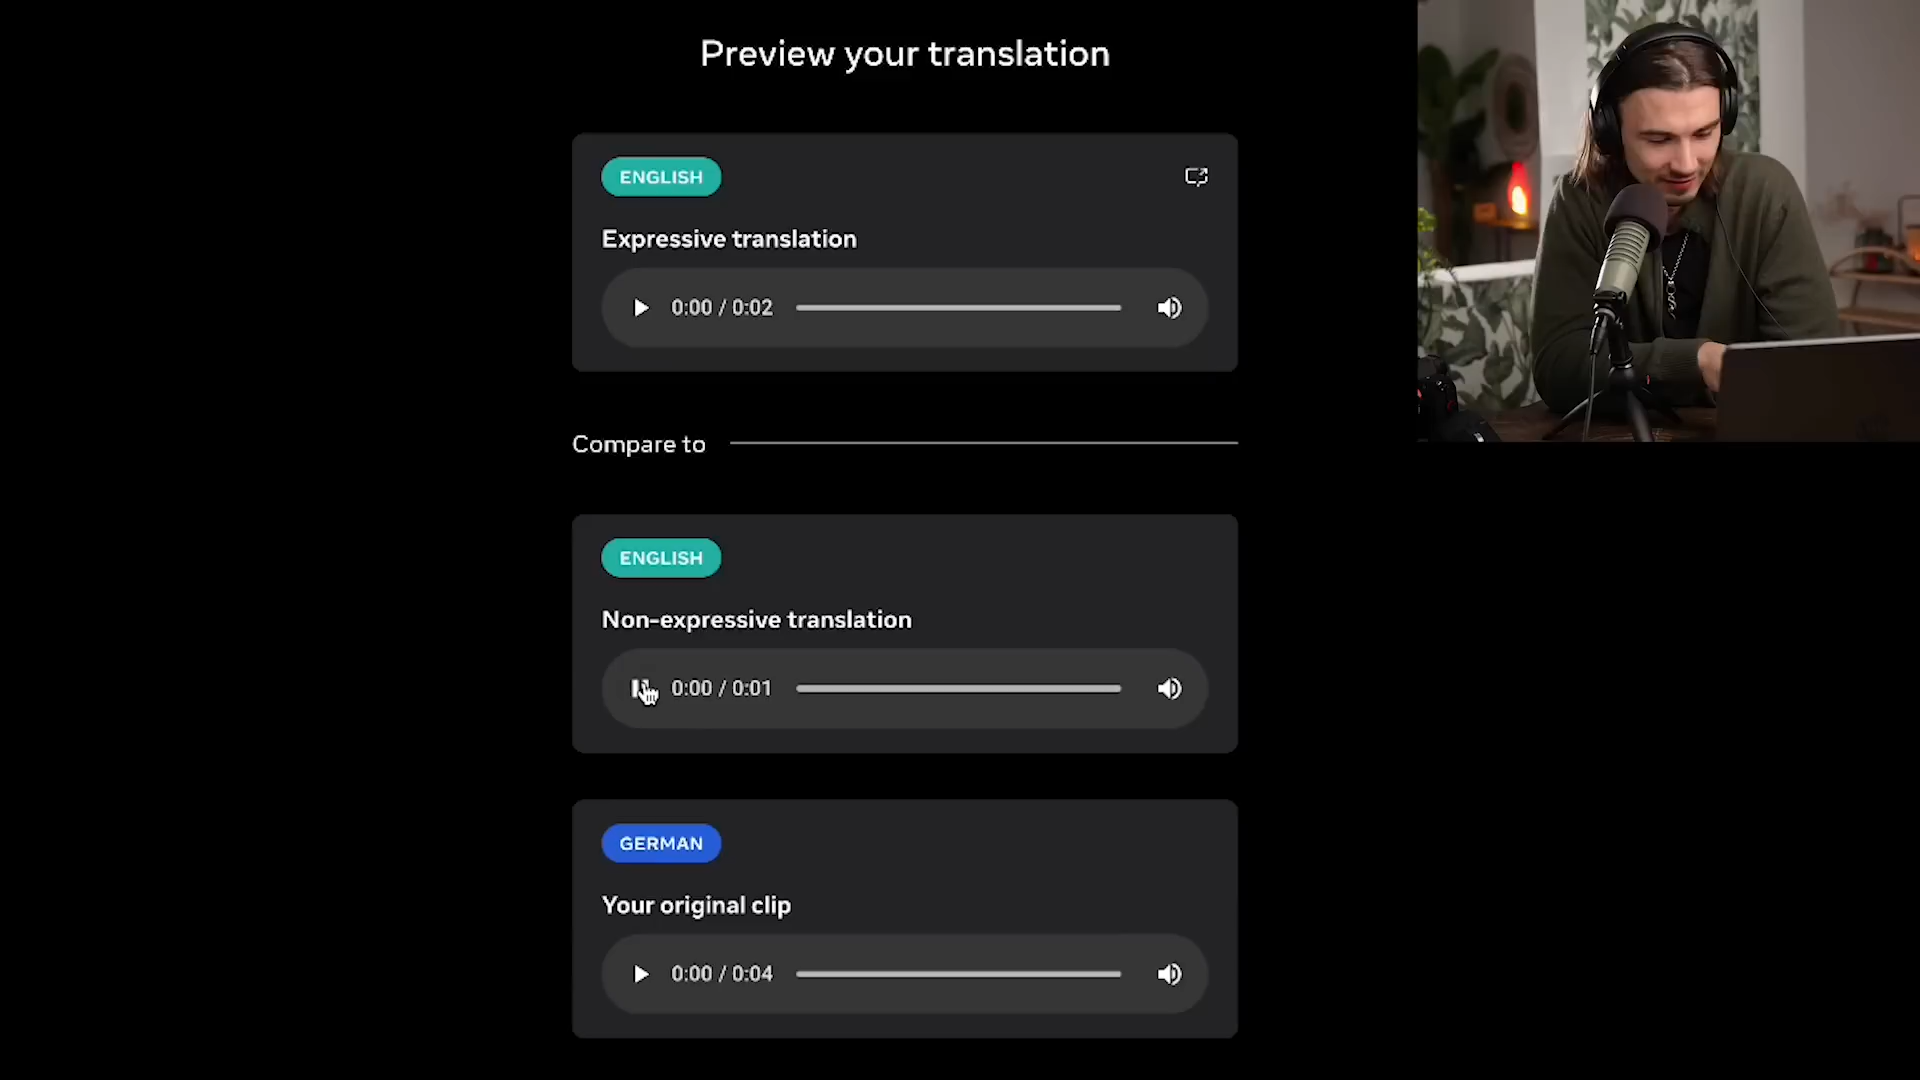 Preview your translation
ENGLISH
Expressive translation
0:00 / 0:02
Compare to
ENGLISH
Non-expressive translation
0:00 / 0:01
GERMAN
Your original clip
0:00 / 0:04